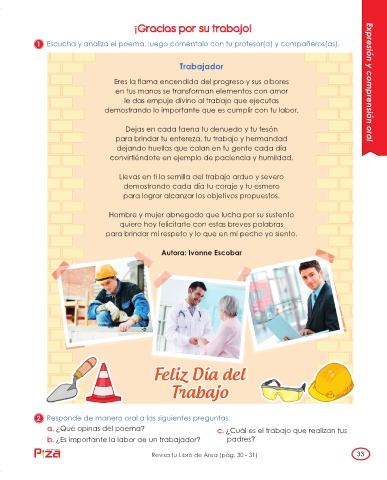 ¡Gracias por su trabajo!
1 Escucha y analiza el poema, luego coméntalo con tu profesor(a) y compañeros(as).
Expresión y comprensión oral
Trabajador
Eres la flama encendida del progreso y sus albores
en tus manos se transforman elementos con amor
le das empuje divino al trabajo que ejecutas
demostrando lo importante que es cumplir con tu labor.
Dejas en cada faena tu denuedo y tu tesón
para brindar tu entereza, tu trabajo y hermandad
dejando huellas que calan en tu gente cada día
convirtiéndote en ejemplo de paciencia y humildad.
Llevas en ti la semilla del trabajo arduo y severo
demostrando cada día tu coraje y tu esmero
para lograr alcanzar los objetivos propuestos.
Hombre y mujer abnegado que lucha por su sustento
quiero hoy felicitarte con estas breves palabras
para brindar mi respeto y lo que en mi pecho yo siento.
Autora: Ivonne Escobar
Feliz Día del
Trabajo
2 Responde de manera oral a las siguientes preguntas.
a. ¿Qué opinas del poema?
b. ¿Es importante la labor de un trabajador?
c. ¿Cuál es el trabajo que realizan tus
padres?
Piza
Revisa tu Libro de Área (pág. 30 - 31)
33